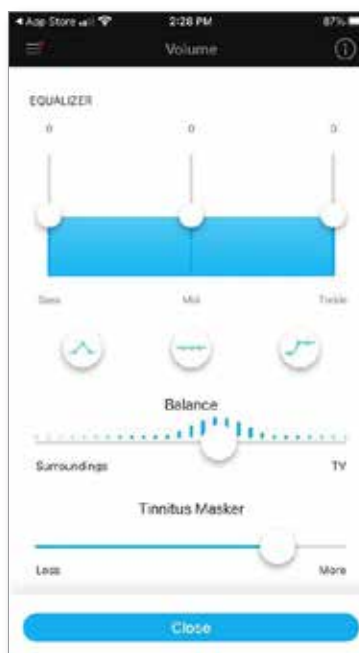 App Store 2:28 PM 87%
Volume
EQUALIZER
0 0 0
Bass Mid Treble
Balance
Surroundings TV
Tinnitus Masker
Less More
Close